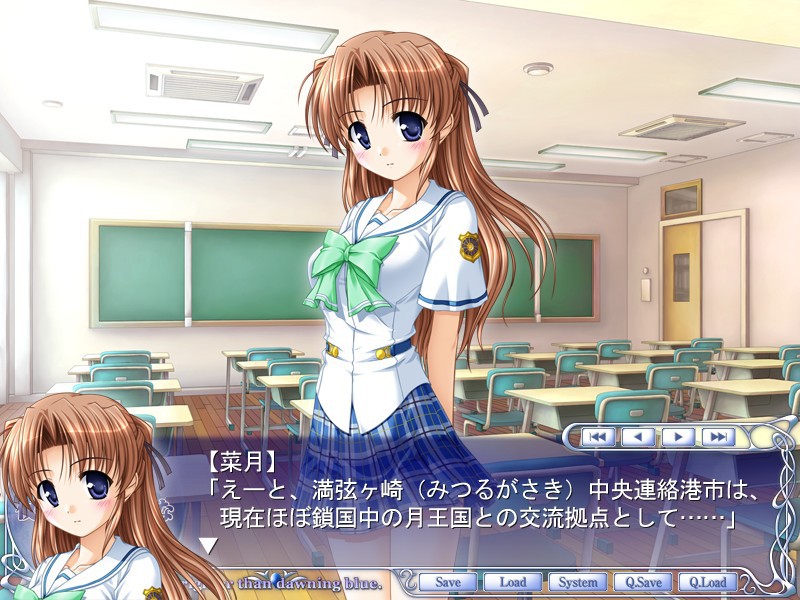 【菜月】
「えーと、満弦ヶ崎（みつるがさき）中央連絡港市は、
現在ほぼ鎖国中の月王国との交流拠点として……」
than dawning blue.
Save Load System Q.Save Q.Load